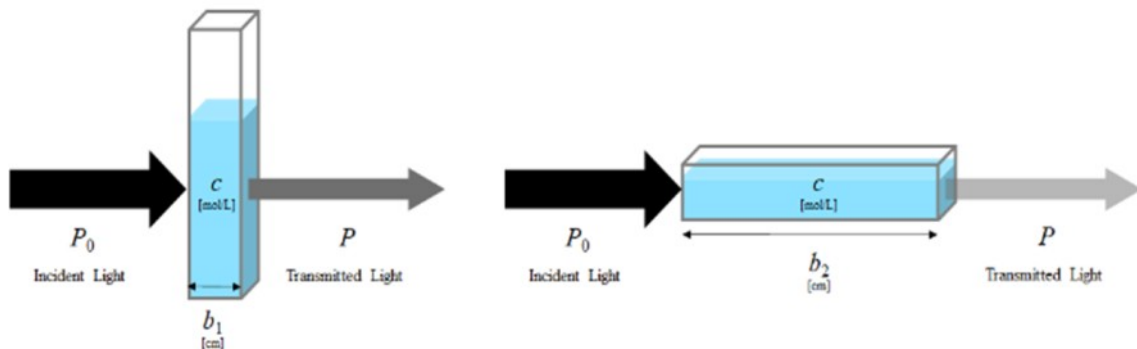 c
[mol/L]
P₀
Incident Light
P
Transmitted Light
b₁
[cm]
c
[mol/L]
P₀
Incident Light
b₂
[cm]
P
Transmitted Light